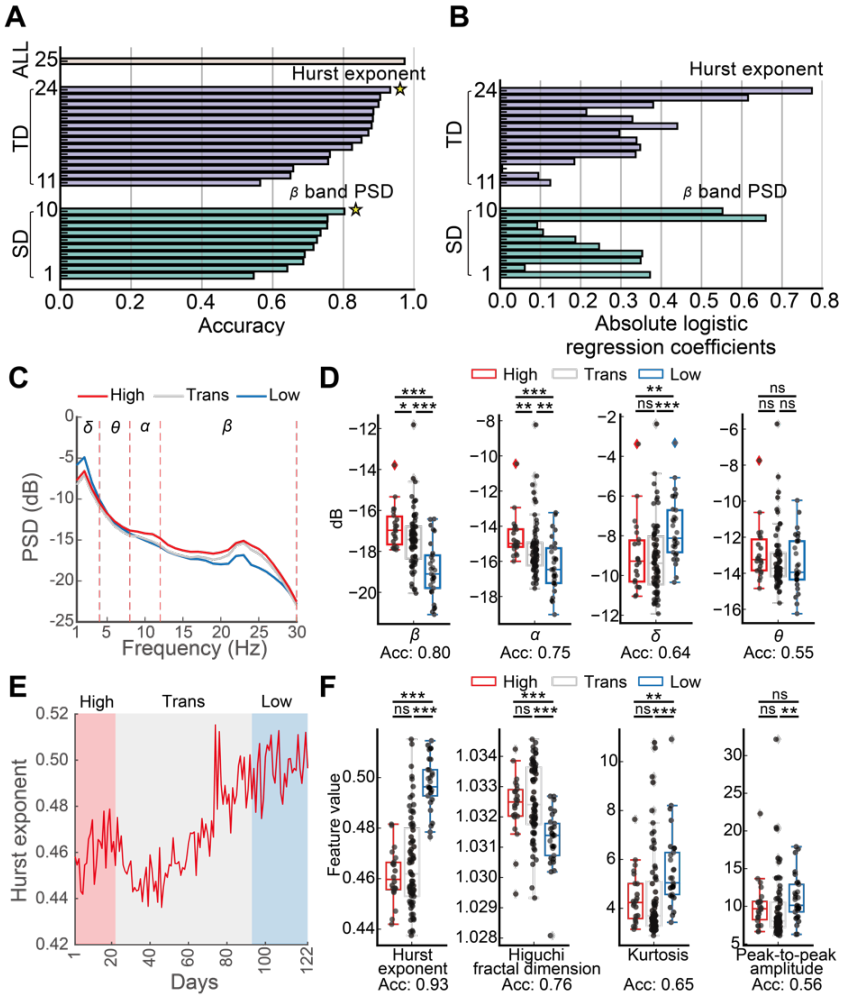 A
ALL
25
Hurst exponent
24
TD
11
β band PSD
10
SD
1
0.0 0.2 0.4 0.6 0.8 1.0
Accuracy
B
Hurst exponent
24
TD
11
β band PSD
10
SD
1
0.0 0.1 0.2 0.3 0.4 0.5 0.6 0.7 0.8
Absolute logistic
regression coefficients
C
High Trans Low
0
-5
-10
-15
-20
-25
PSD (dB)
δ θ α β
1 5 10 15 20 25 30
Frequency (Hz)
D
High Trans Low
*** * ***
*** ** **
** ns ***
ns ns ns
dB
-12
-14
-16
-18
-20
β
Acc: 0.80
-8
-10
-12
-14
-16
-18
α
Acc: 0.75
-2
-4
-6
-8
-10
-12
δ
Acc: 0.64
-6
-8
-10
-12
-14
-16
θ
Acc: 0.55
E
High Trans Low
0.52
0.50
0.48
0.46
0.44
0.42
Hurst exponent
1 20 40 60 80 100 122
Days
F
High Trans Low
*** ns ***
*** ns ***
** ns ***
ns ns **
Feature value
0.50
0.48
0.46
0.44
Hurst
exponent
Acc: 0.93
1.034
1.033
1.032
1.031
1.030
1.029
1.028
Higuchi
fractal dimension
Acc: 0.76
10
8
6
4
Kurtosis
Acc: 0.65
30
25
20
15
10
5
Peak-to-peak
amplitude
Acc: 0.56